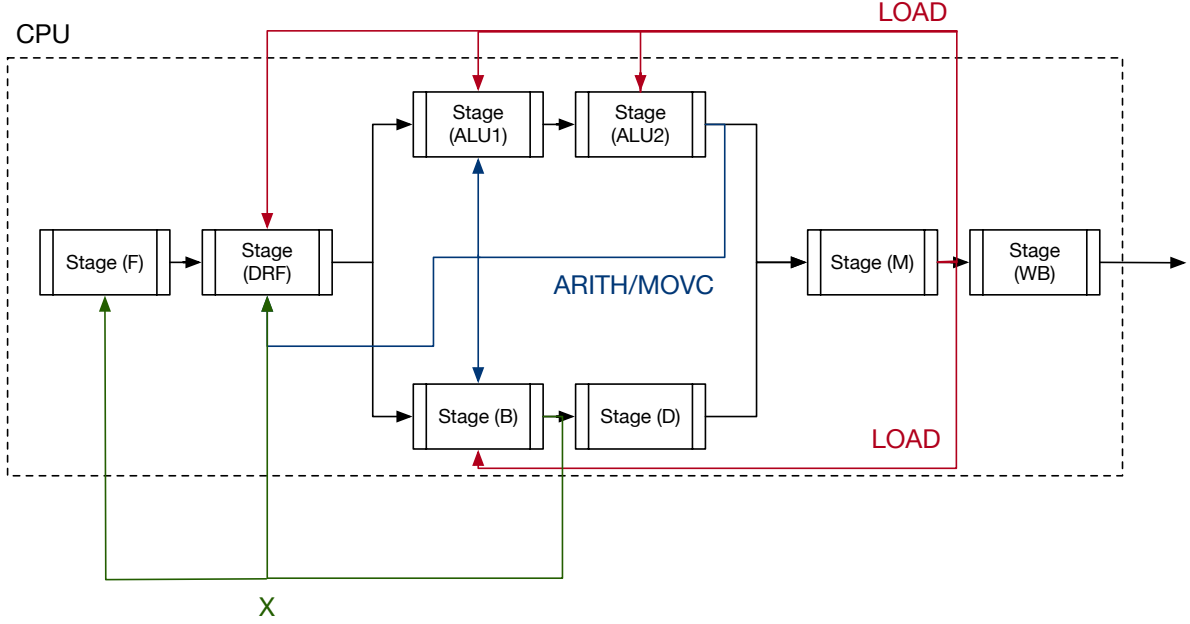 LOAD
CPU
Stage
(ALU1)
Stage
(ALU2)
Stage (F)
Stage
(DRF)
Stage (M)
Stage
(WB)
ARITH/MOVC
Stage (B)
Stage (D)
LOAD
X